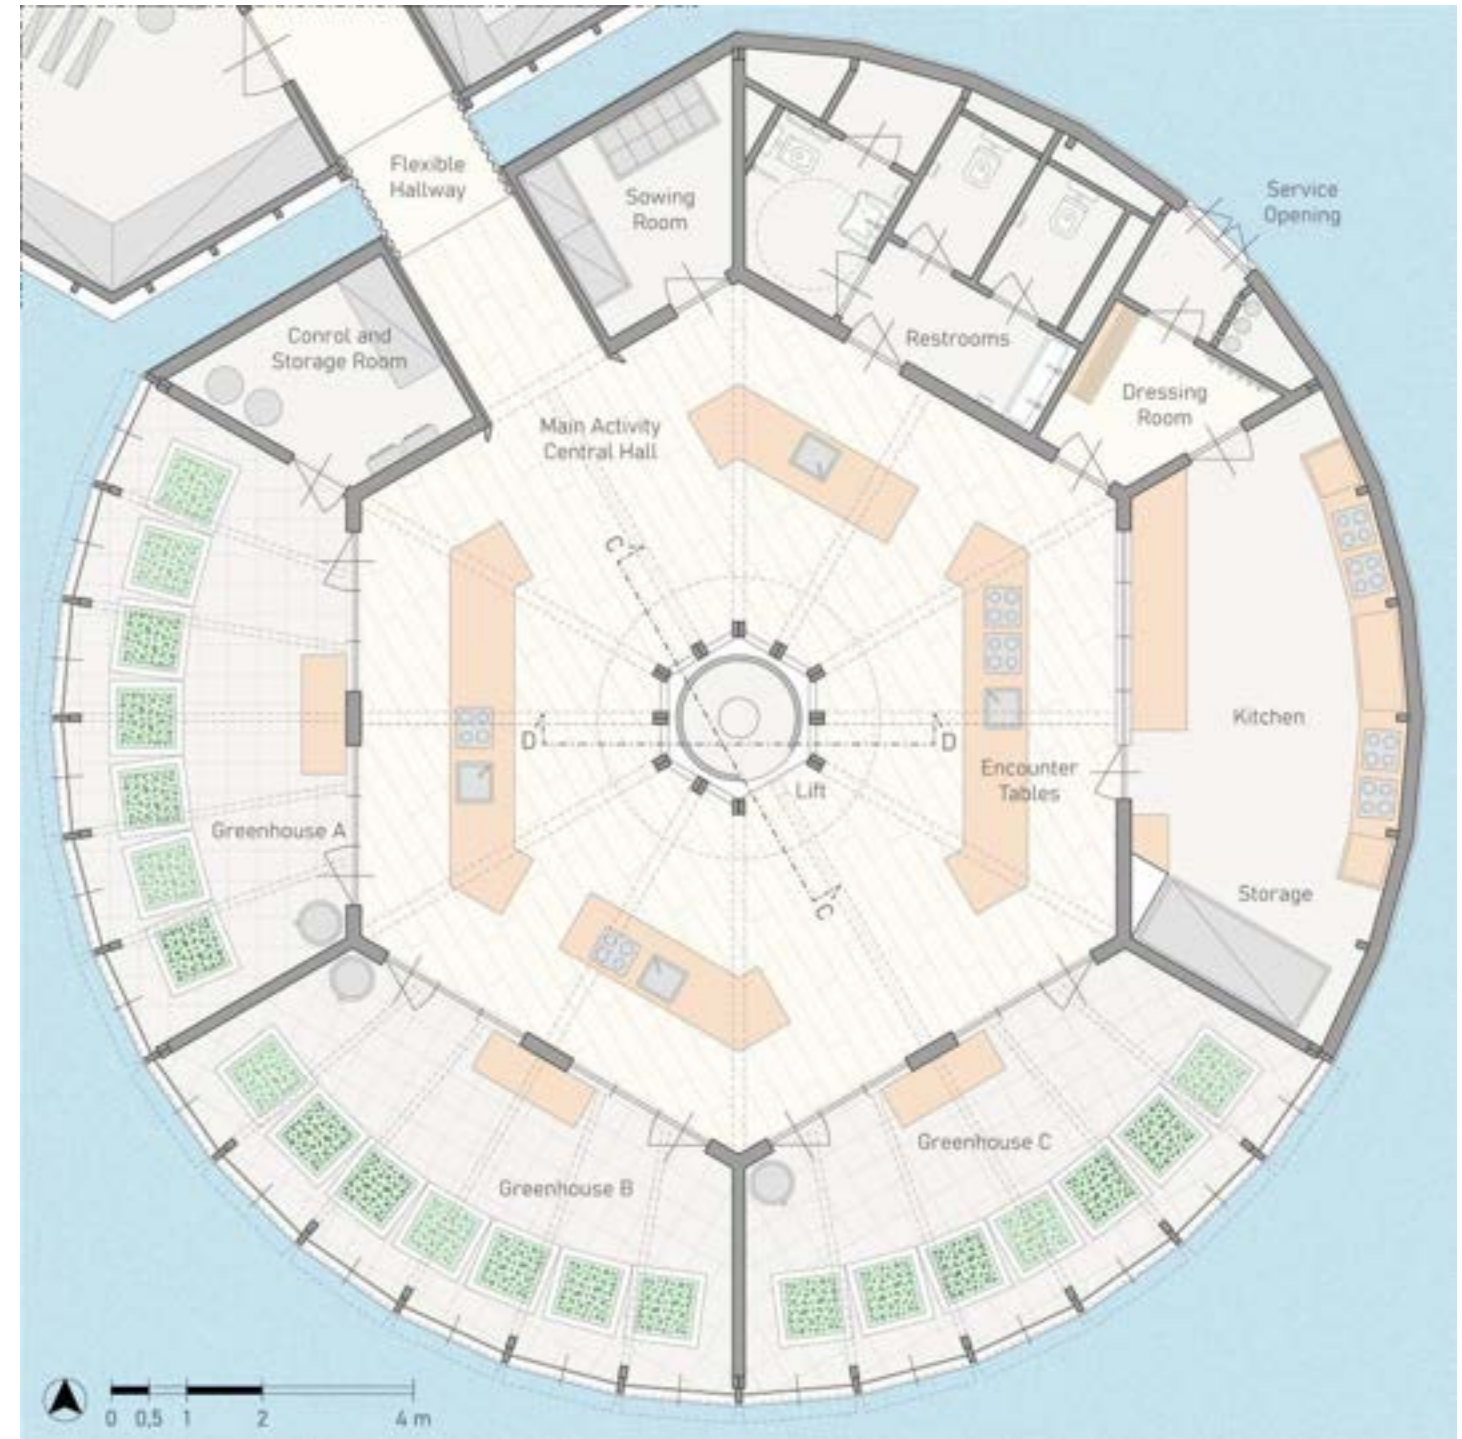 Flexible
Hallway
Sowing
Room
Service
Opening
Conrol and
Storage Room
Restrooms
Dressing
Room
Main Activity
Central Hall
C
D
D
Kitchen
Encounter
Tables
Lift
Greenhouse A
Storage
C
Greenhouse C
Greenhouse B
0 0,5 1 2 4 m